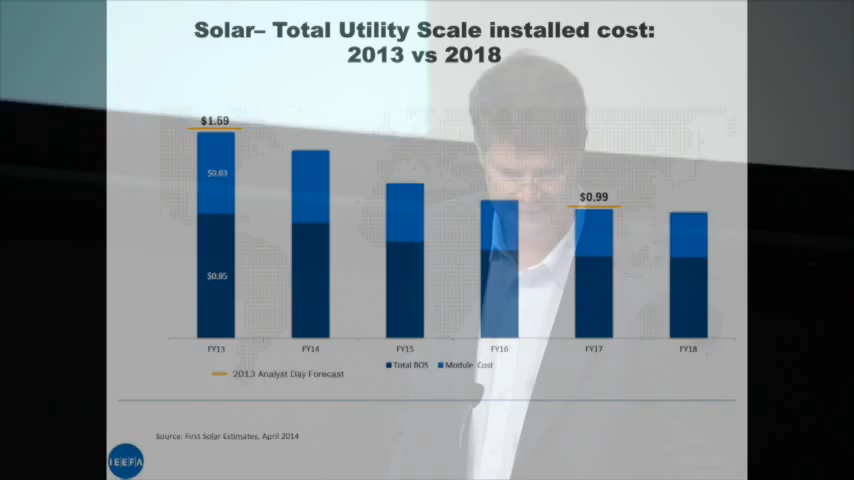 Solar– Total Utility Scale installed cost:
2013 vs 2018
$1.59
$0.63
$0.99
$0.95
FY13 FY14 FY15 FY16 FY17 FY18
Total BOS Module Cost
2013 Analyst Day Forecast
Source: First Solar Estimates, April 2014
IEEFA